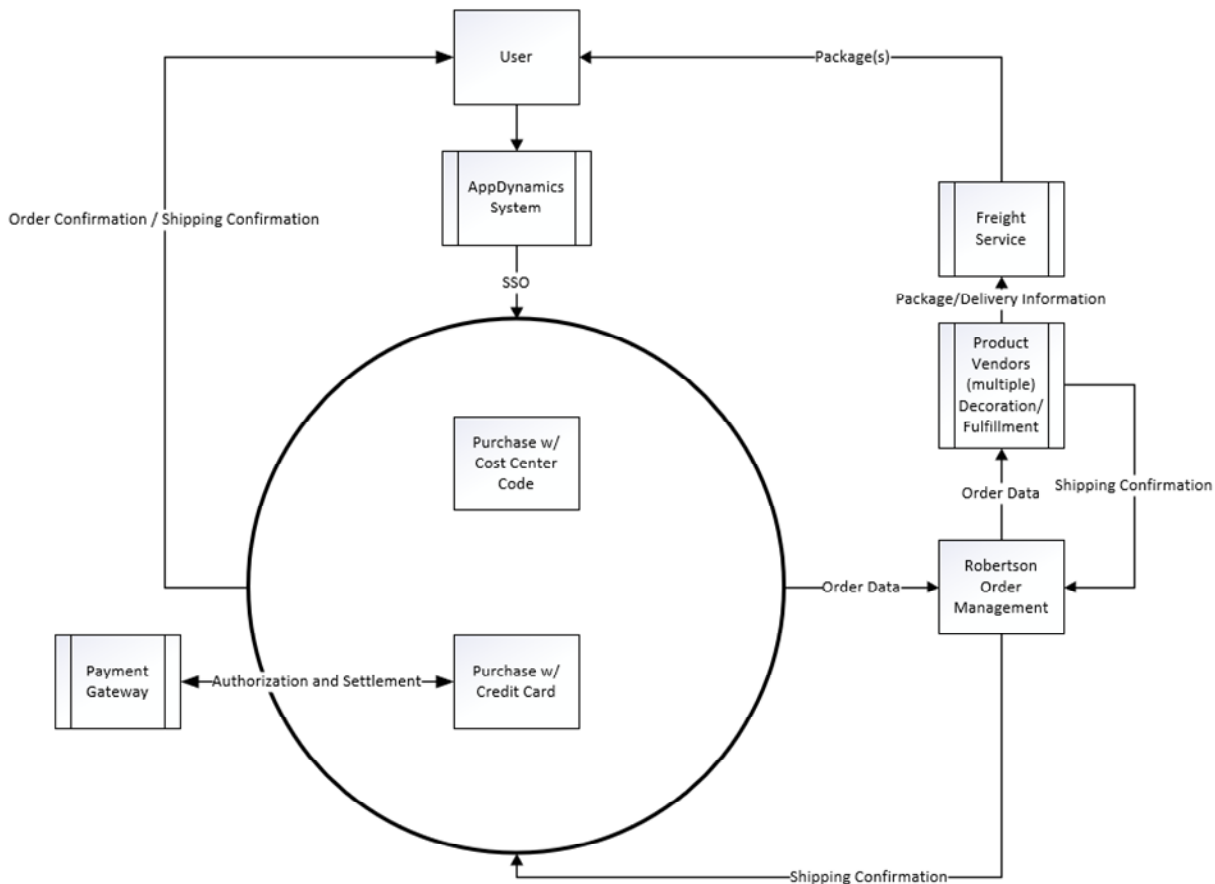 User
Package(s)
AppDynamics
System
Order Confirmation / Shipping Confirmation
Freight
Service
SSO
Package/Delivery Information
Product
Vendors
(multiple)
Decoration/
Fulfillment
Purchase w/
Cost Center
Code
Order Data
Shipping Confirmation
Robertson
Order
Management
Order Data
Payment
Gateway
Authorization and Settlement
Purchase w/
Credit Card
Shipping Confirmation